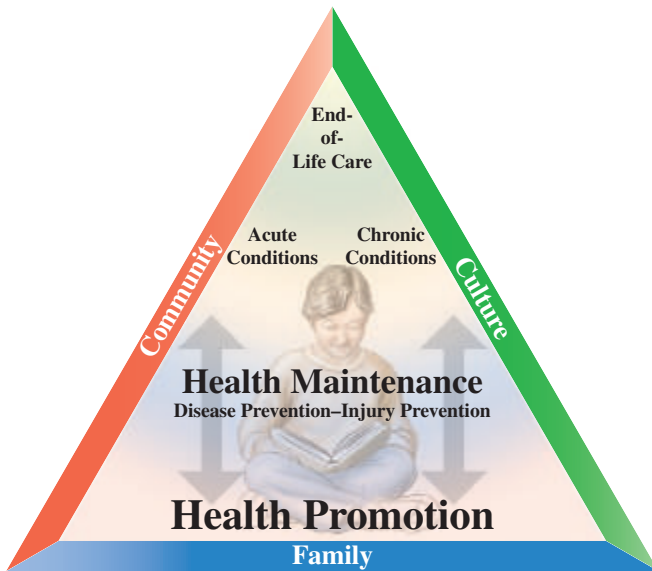 End-
of-
Life Care
Acute
Conditions
Chronic
Conditions
Community
Culture
Health Maintenance
Disease Prevention–Injury Prevention
Health Promotion
Family